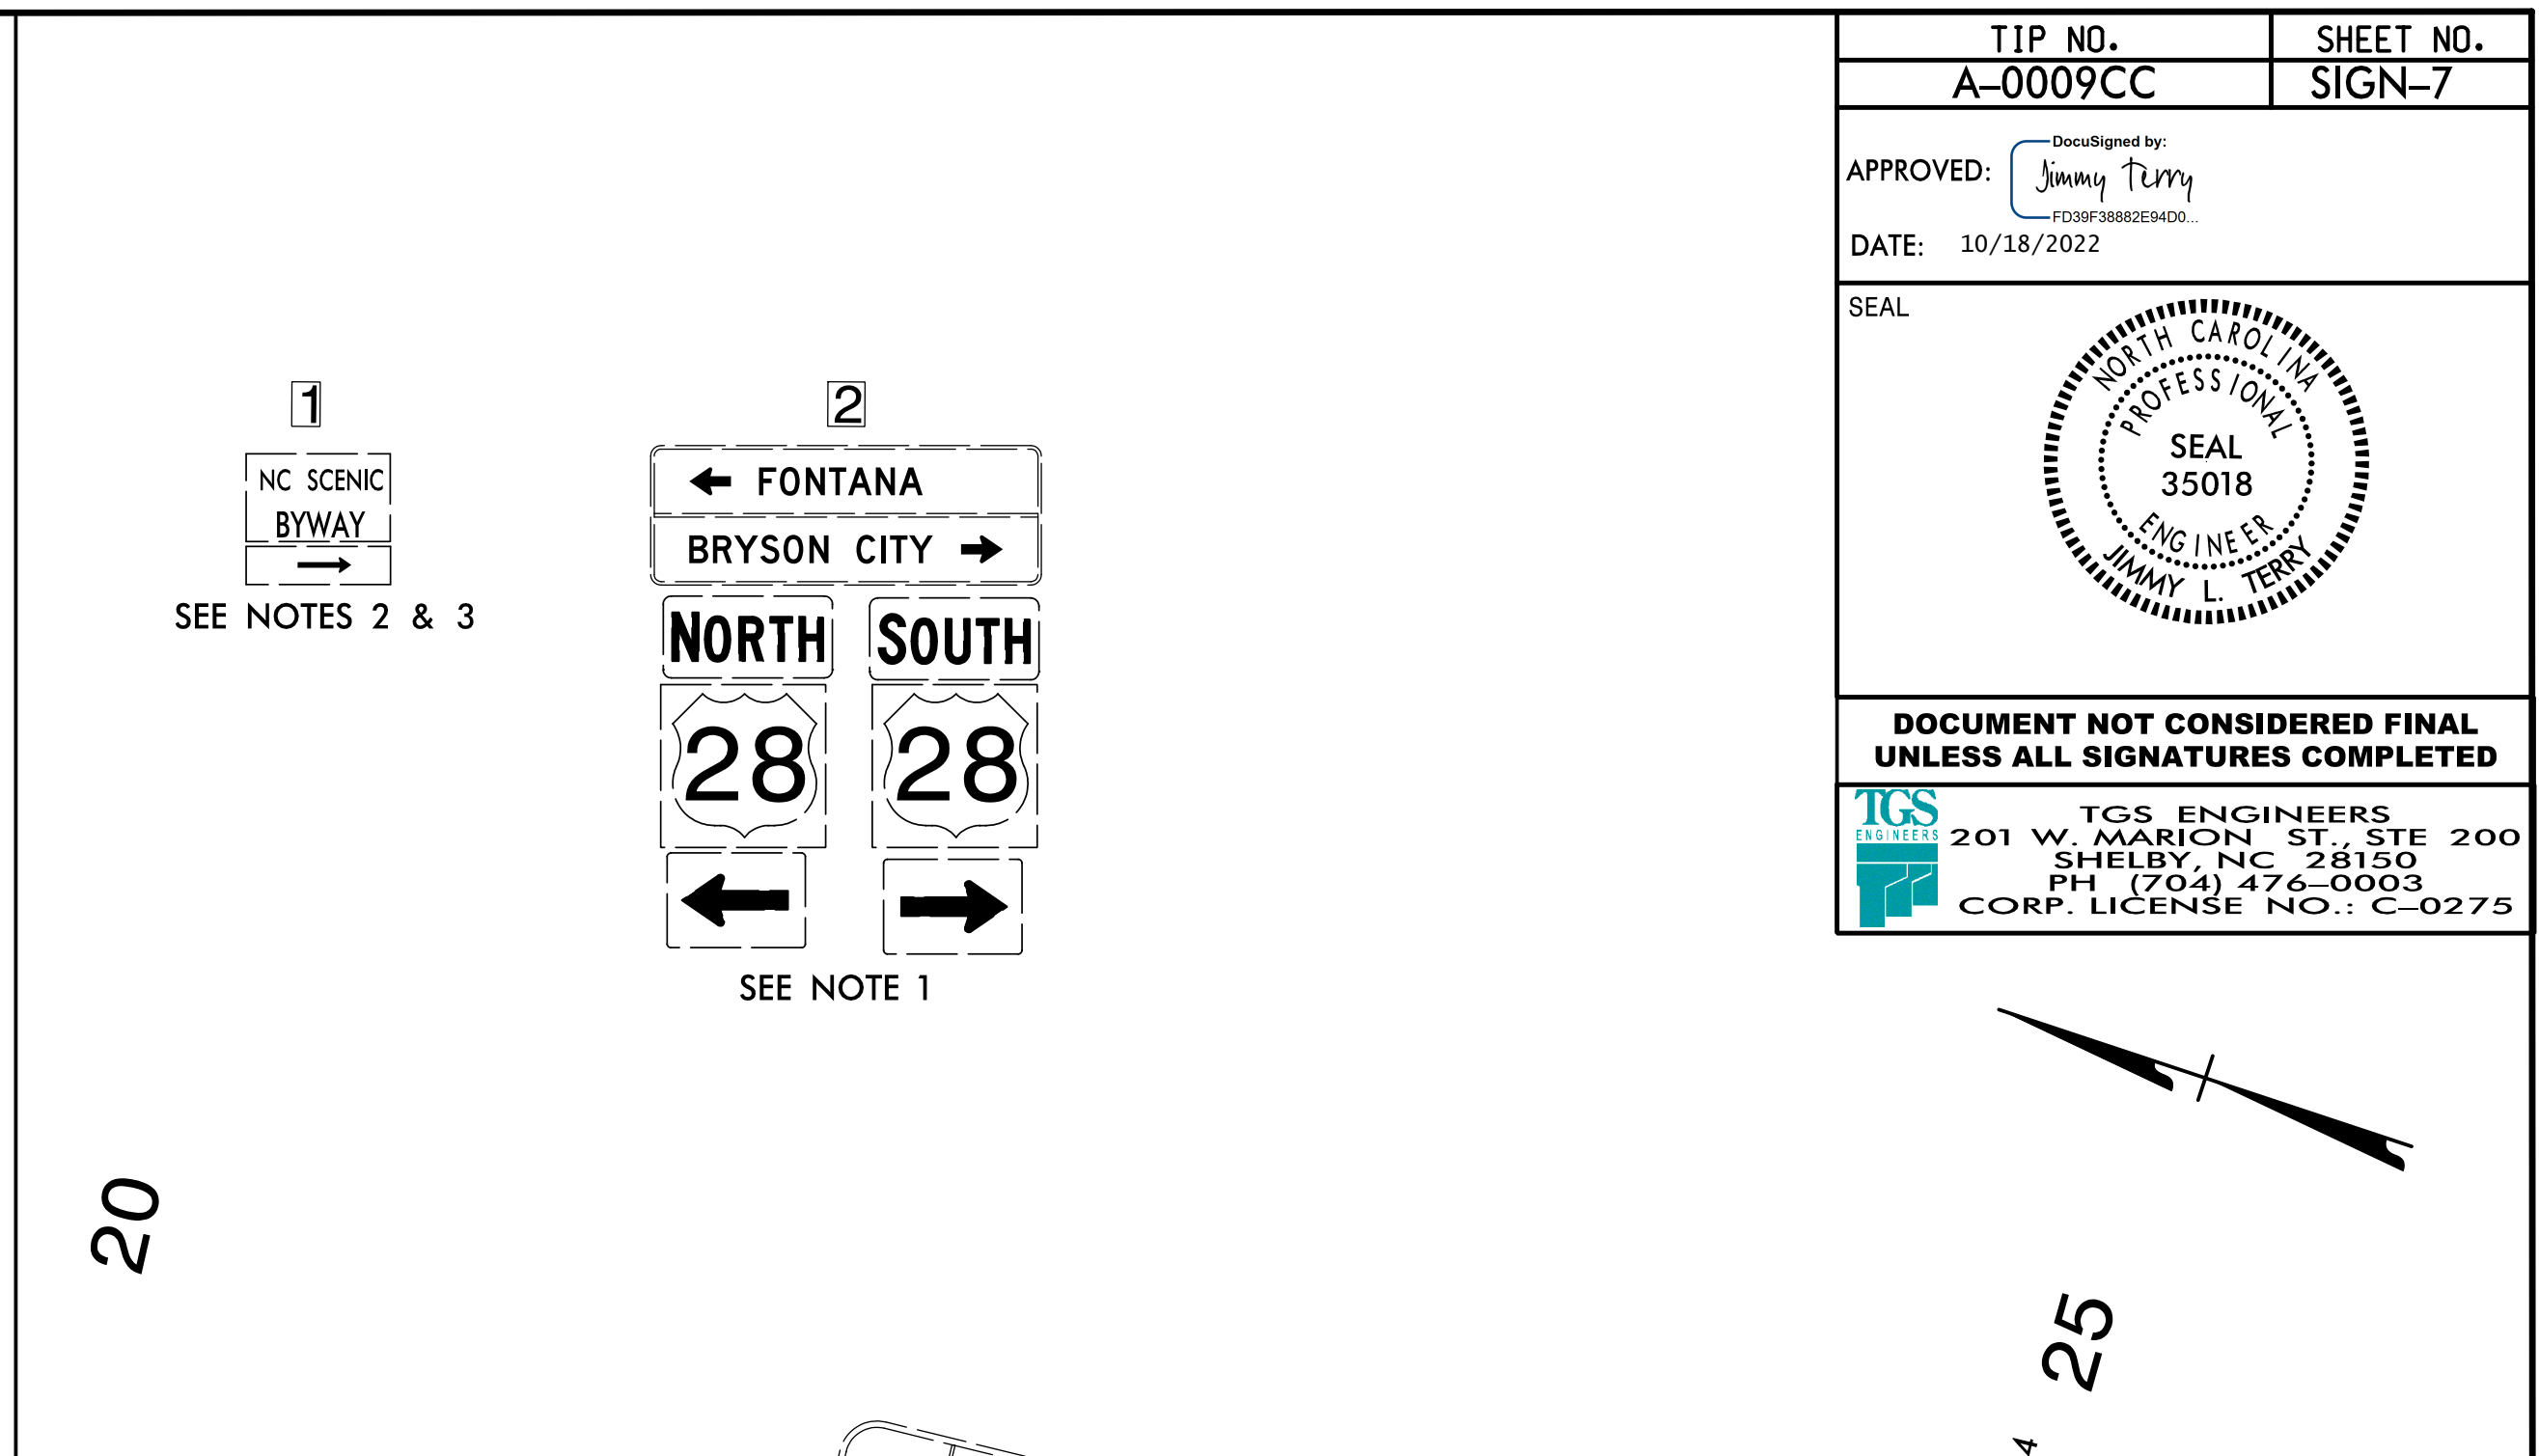 TIP NO. SHEET NO.
A-0009CC SIGN-7
APPROVED:
DocuSigned by:
Jimmy Terry
FD39F38882E94D0...
DATE: 10/18/2022
SEAL
NORTH CAROLINA
PROFESSIONAL
SEAL
35018
ENGINEER
JIMMY L. TERRY
DOCUMENT NOT CONSIDERED FINAL
UNLESS ALL SIGNATURES COMPLETED
TGS
ENGINEERS
TGS ENGINEERS
201 W. MARION ST., STE 200
SHELBY, NC 28150
PH (704) 476-0003
CORP. LICENSE NO.: C-0275
1
NC SCENIC
BYWAY
SEE NOTES 2 & 3
2
FONTANA
BRYSON CITY
NORTH SOUTH
28 28
SEE NOTE 1
20
25
4